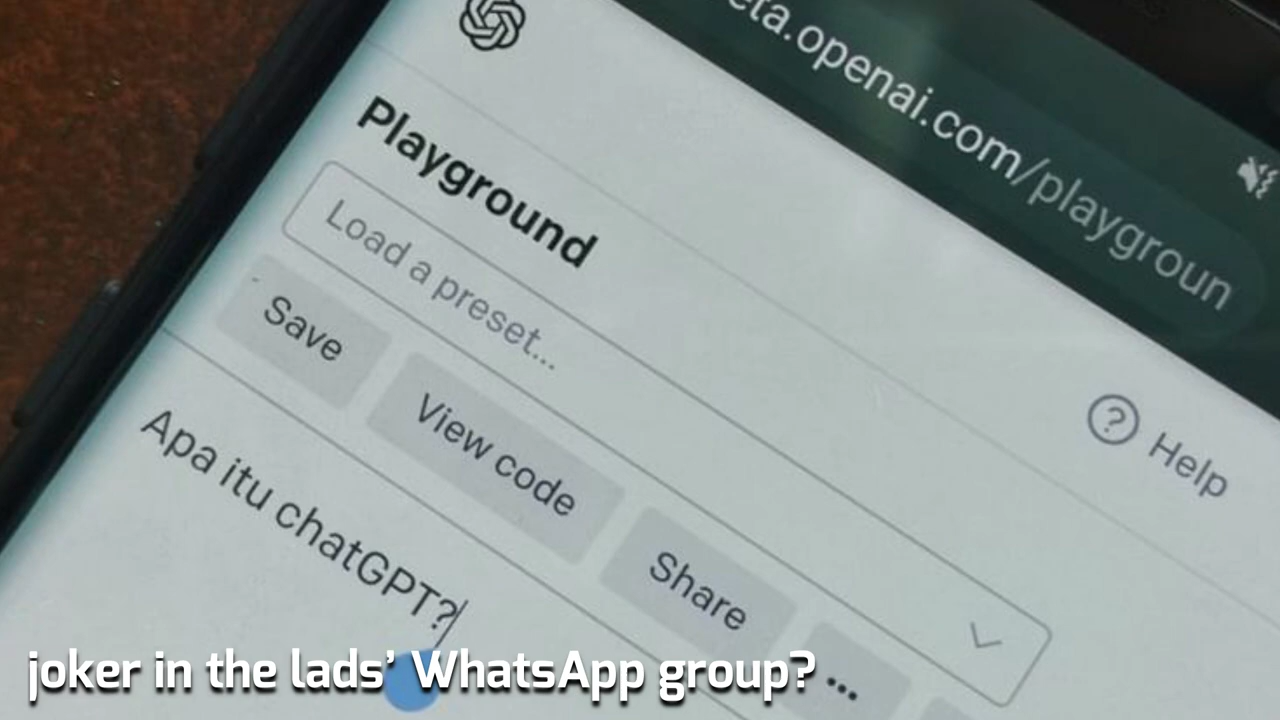 eta.openai.com/playgroun
Playground
Load a preset...
Save
View code
Share
...
Help
Apa itu chatGPT?
joker in the lads’ WhatsApp group?